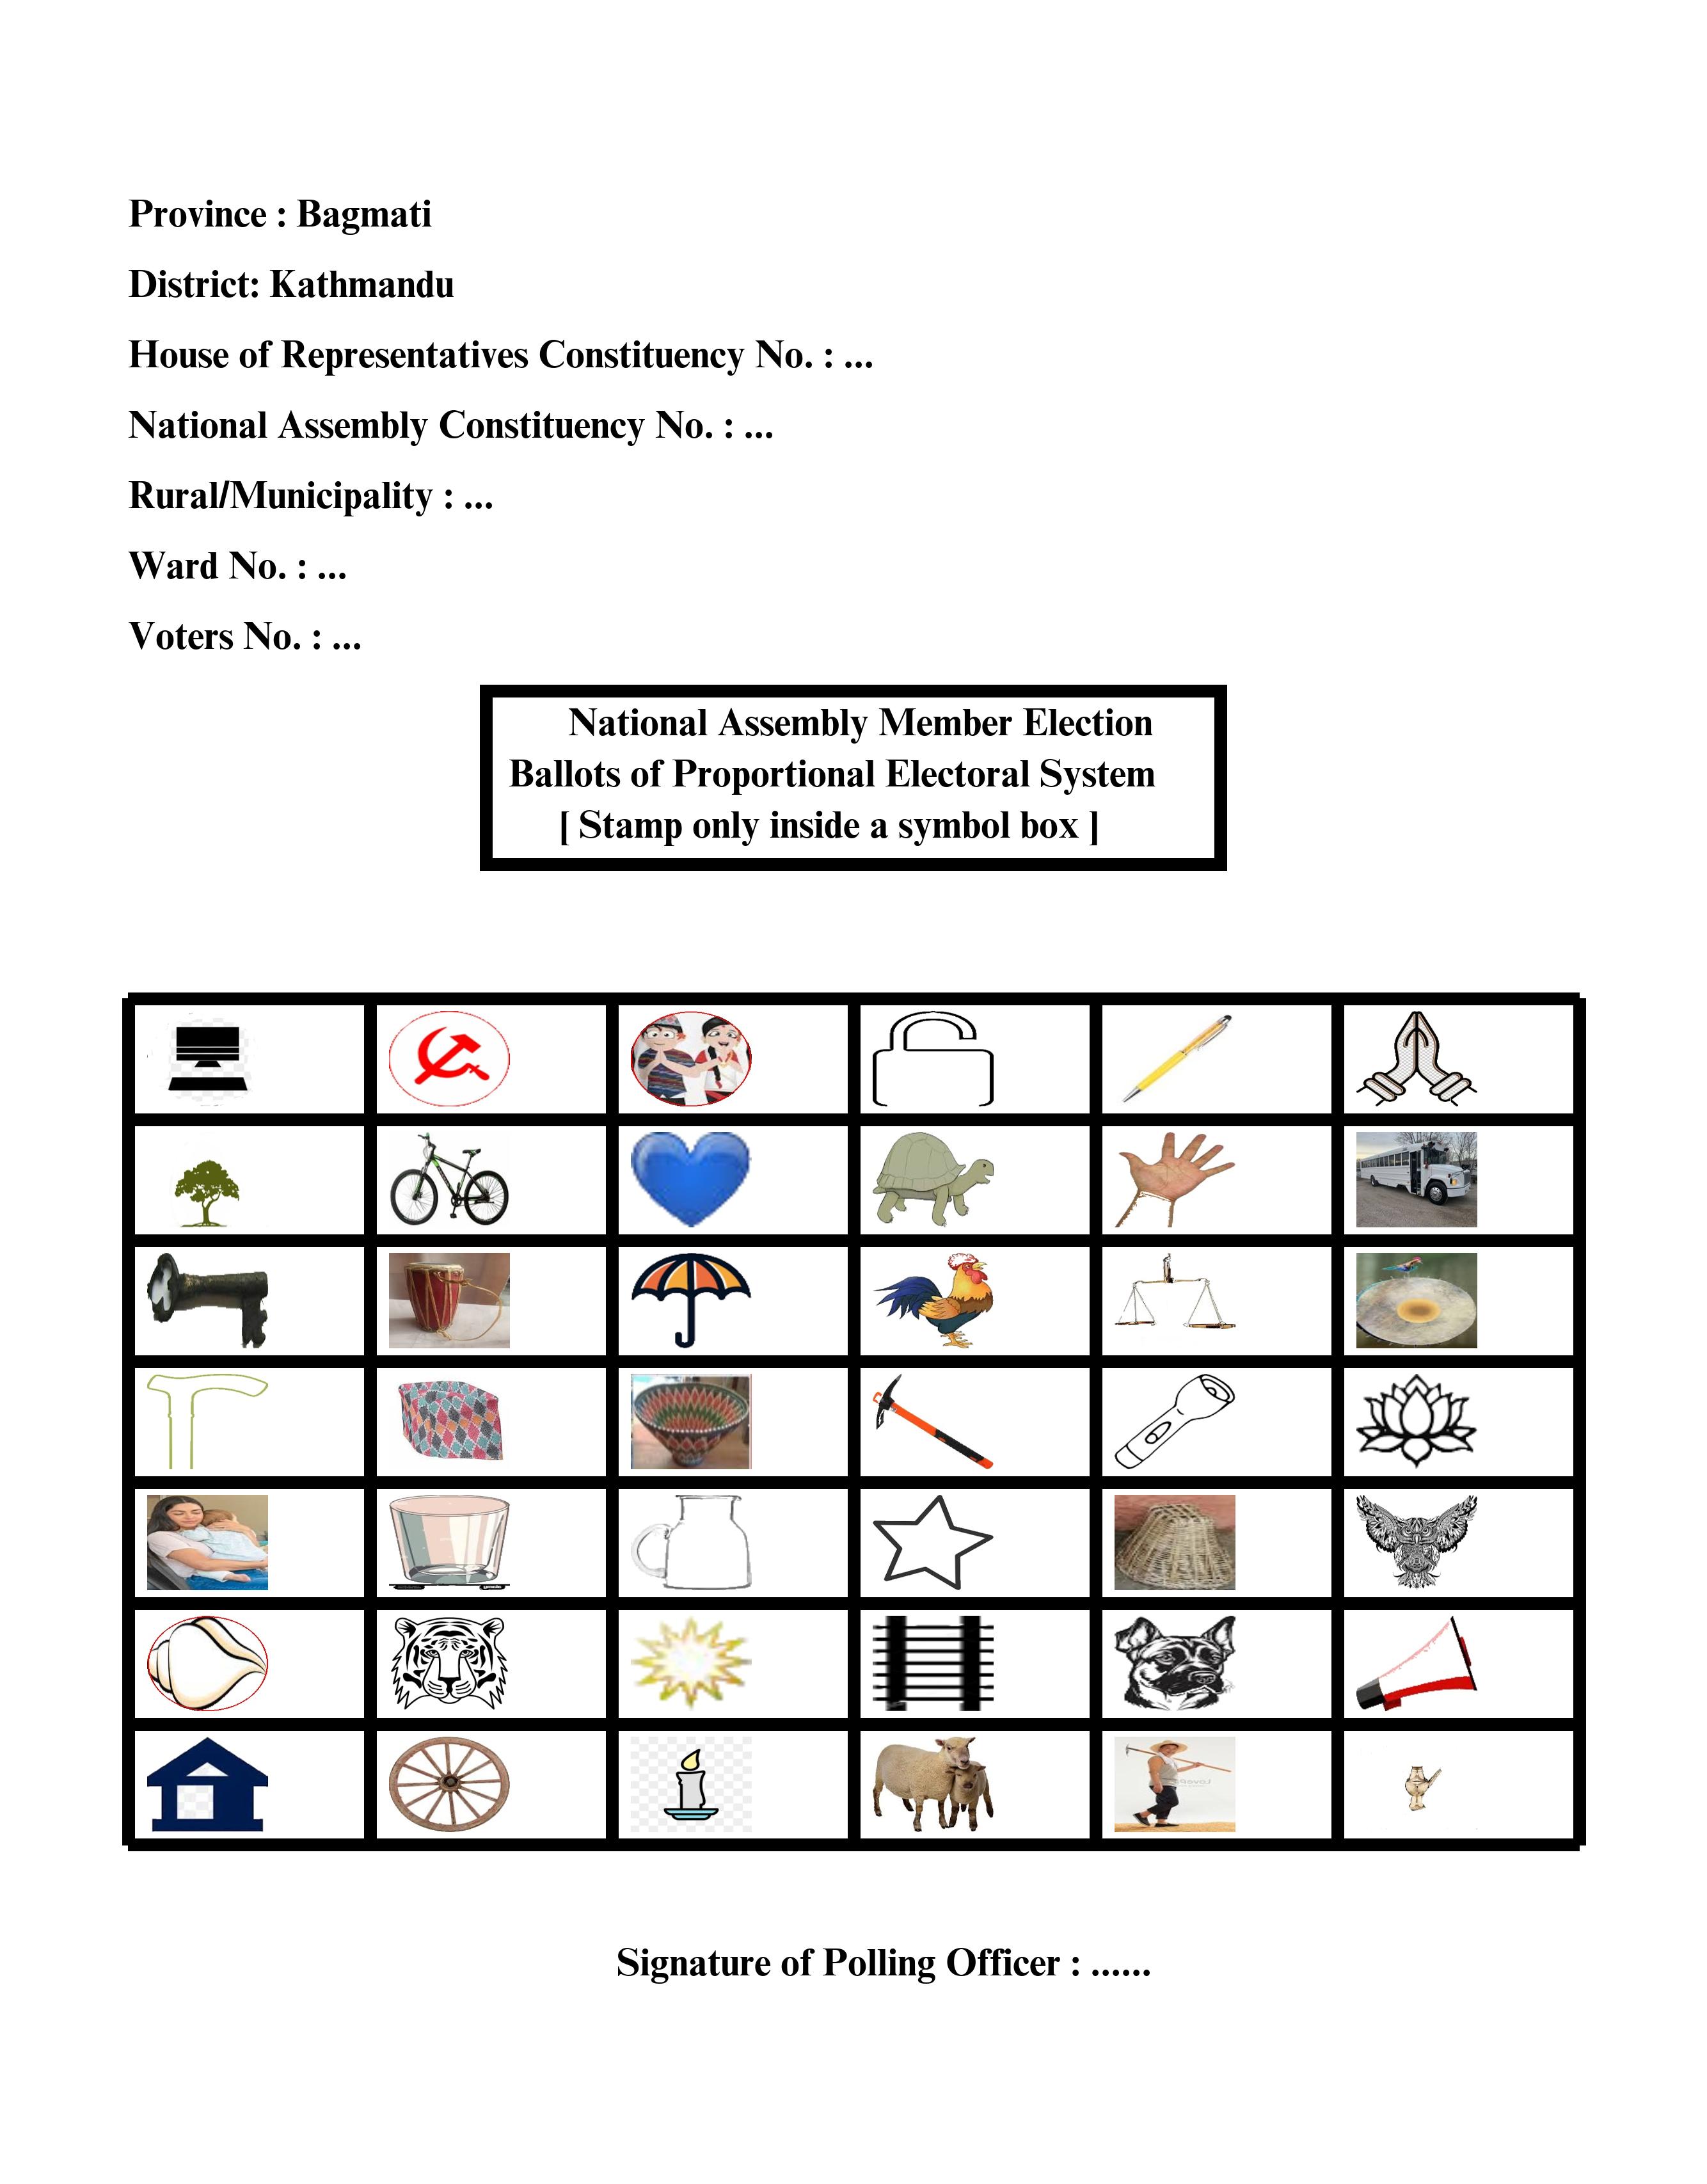 Province : Bagmati
District: Kathmandu
House of Representatives Constituency No. : ...
National Assembly Constituency No. : ...
Rural/Municipality : ...
Ward No. : ...
Voters No. : ...
National Assembly Member Election
Ballots of Proportional Electoral System
[ Stamp only inside a symbol box ]
Signature of Polling Officer : ......